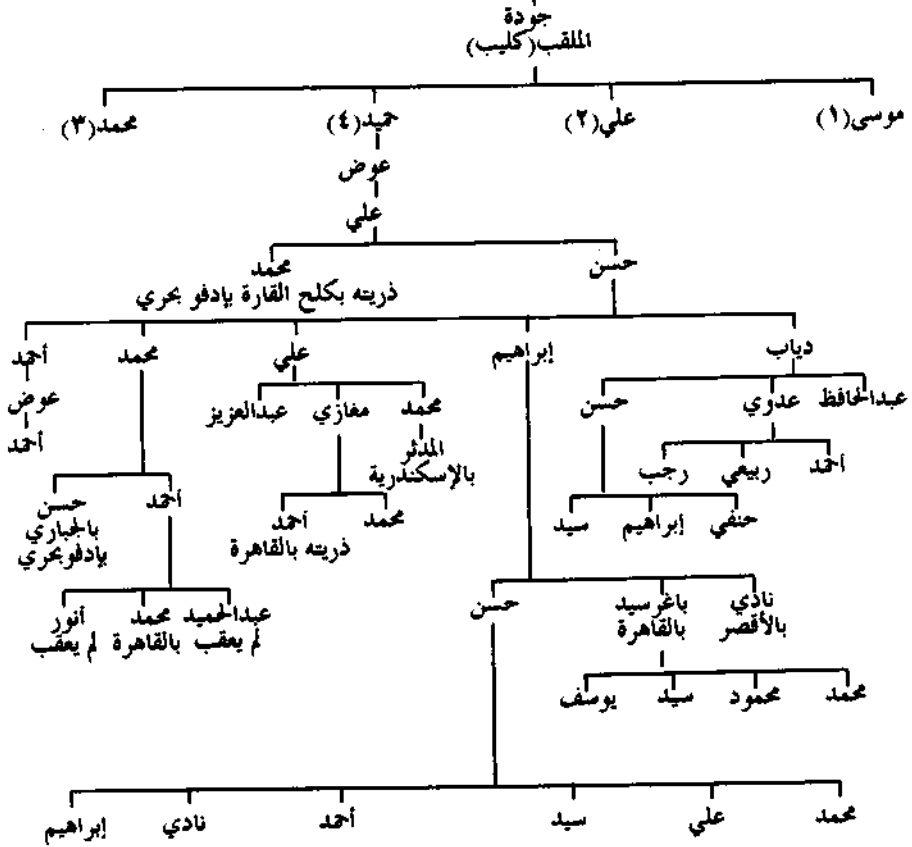 جودة
الملقب (كليب)
موسى (١) علي (٢) حميد (٤) محمد (٣)
عوض
علي
حسن محمد
ذريته بكلح القارة بإدفو بحري
دياب إبراهيم علي محمد أحمد
عبدالحافظ عدوي حسن محمد مغازي عبدالعزيز عوض
المدثر
بالإسكندرية
أحمد ربيعي رجب أحمد
حنفي إبراهيم سيد محمد أحمد أحمد حسن
ذريته بالقاهرة بالجباري
بإدفو بحري
نادي باغرسيد حسن عبدالحميد محمد أنور
بالأقصر بالقاهرة لم يعقب بالقاهرة لم يعقب
محمد محمود سيد يوسف
محمد علي سيد أحمد نادي إبراهيم